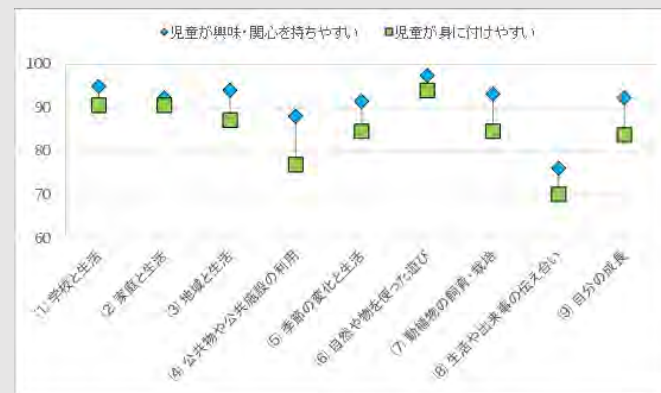 児童が興味・関心を持ちやすい 児童が身に付けやすい
100
90
80
70
60
(1) 学校と生活
(2) 家庭と生活
(3) 地域と生活
(4) 公共物や公共施設の利用
(5) 季節の変化と生活
(6) 自然や物を使った遊び
(7) 動植物の飼育・栽培
(8) 生活や出来事の伝え合い
(9) 自分の成長